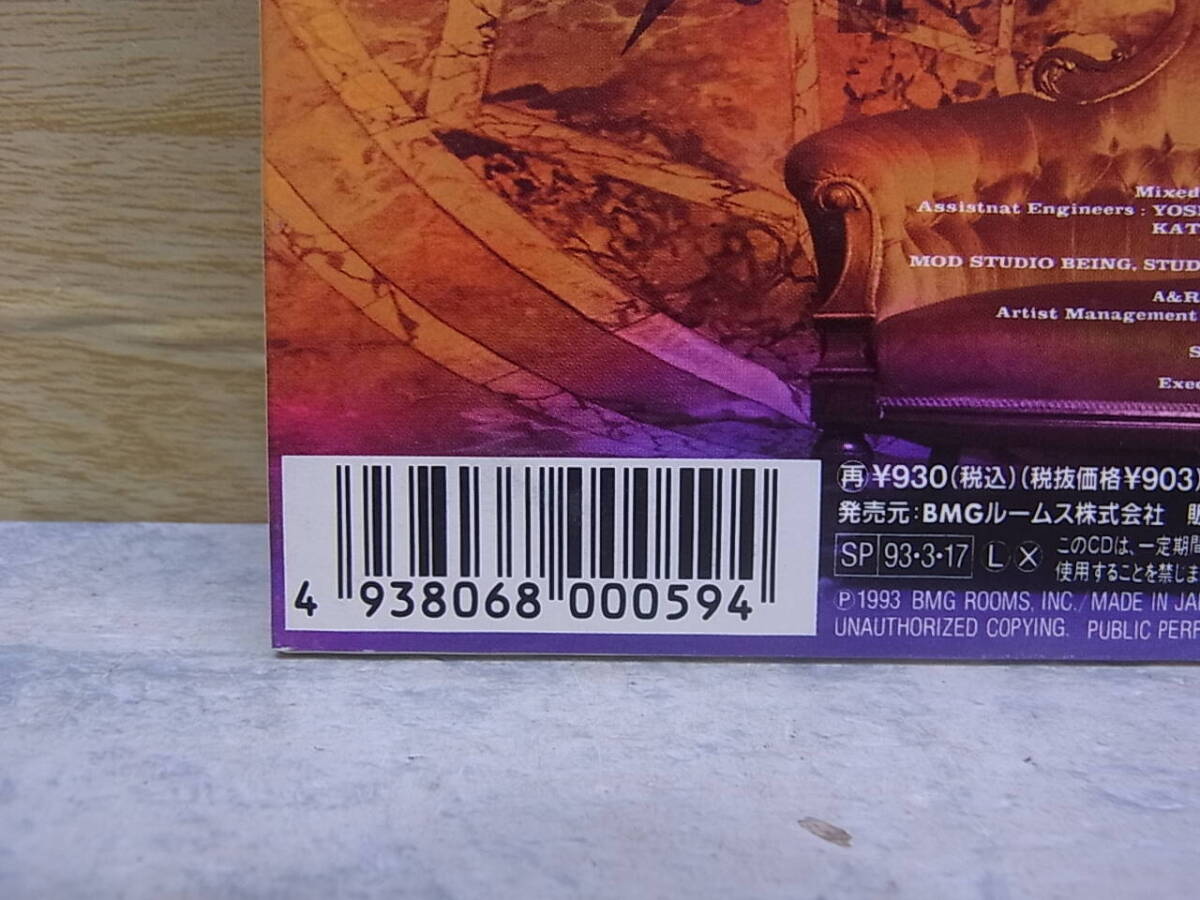 Mixed
Assistnat Engineers : YOSH
KAT
MOD STUDIO BEING, STUD
A&R
Artist Management
S
Exec
再 ¥930(税込)(税抜価格¥903)
発売元:BMGルームス株式会社 販
SP 93・3・17 L X このCDは、一定期間
使用することを禁じま
℗1993 BMG ROOMS, INC./MADE IN JA
UNAUTHORIZED COPYING. PUBLIC PERF
4 938068 000594